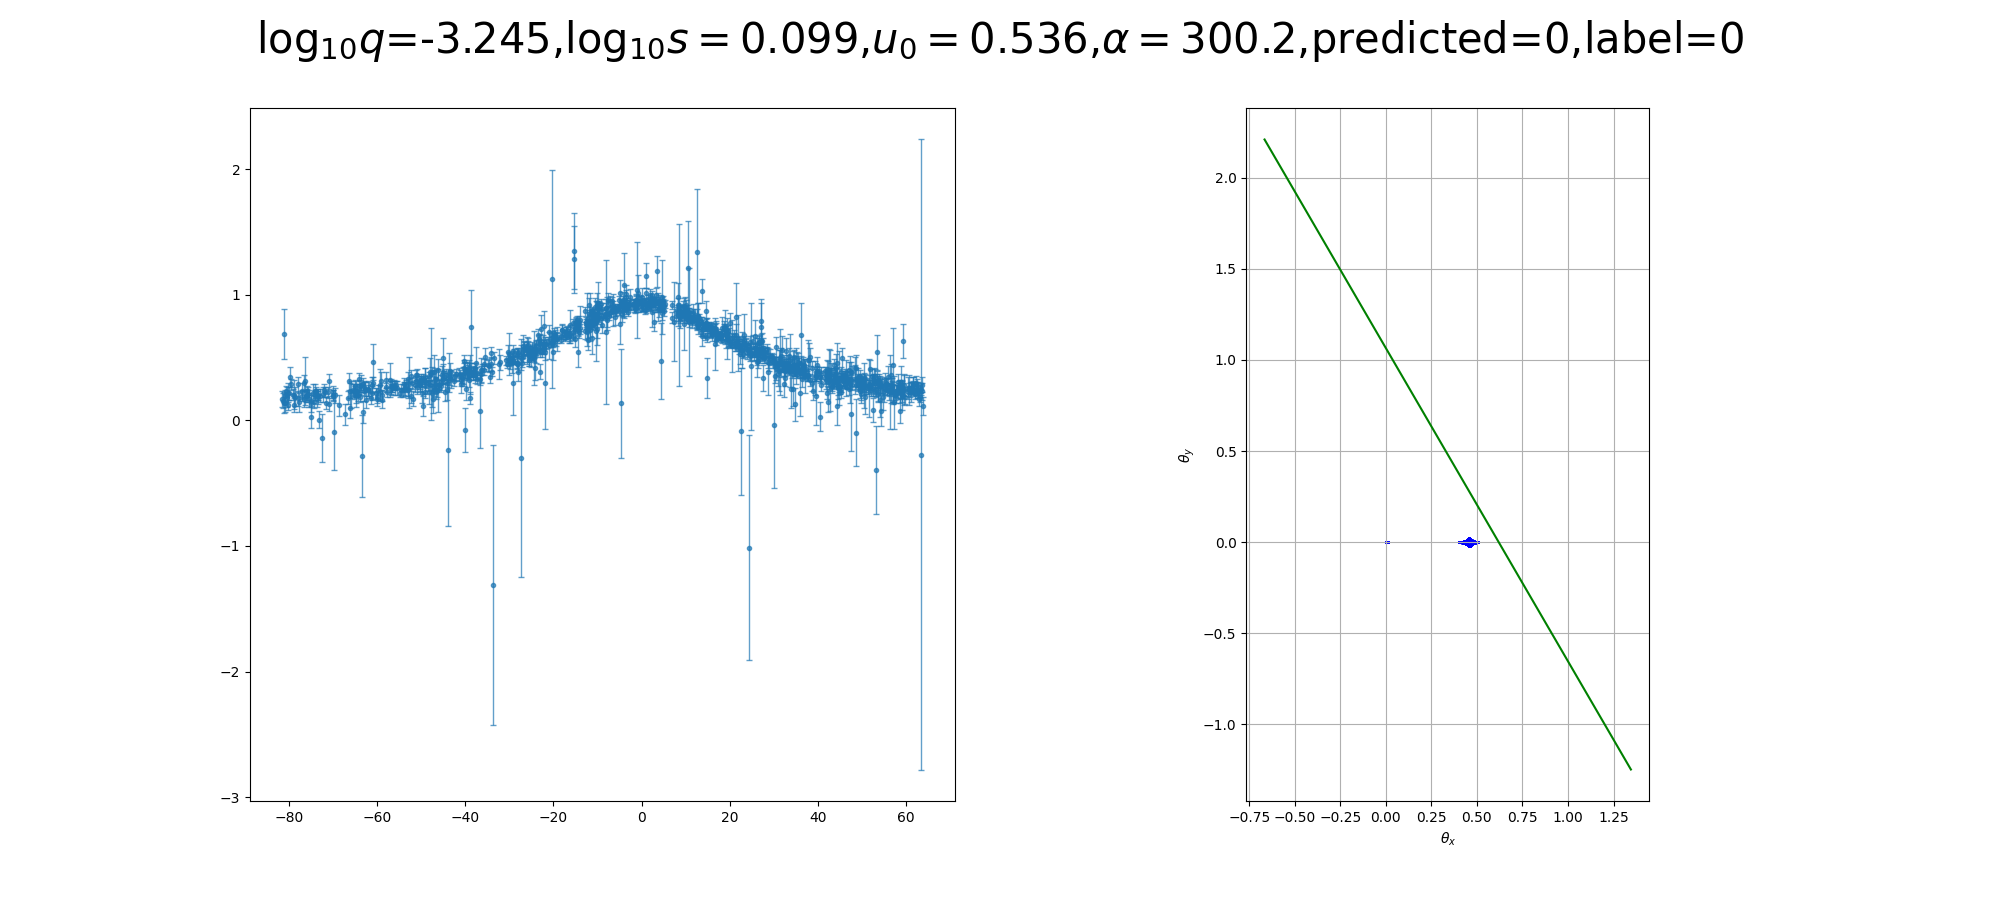 log₁₀q=-3.245,log₁₀s = 0.099,u₀ = 0.536,α = 300.2,predicted=0,label=0
2
1
0
−1
−2
−3
−80 −60 −40 −20 0 20 40 60
2.0
1.5
1.0
0.5
0.0
−0.5
−1.0
θy
−0.75 −0.50 −0.25 0.00 0.25 0.50 0.75 1.00 1.25
θx